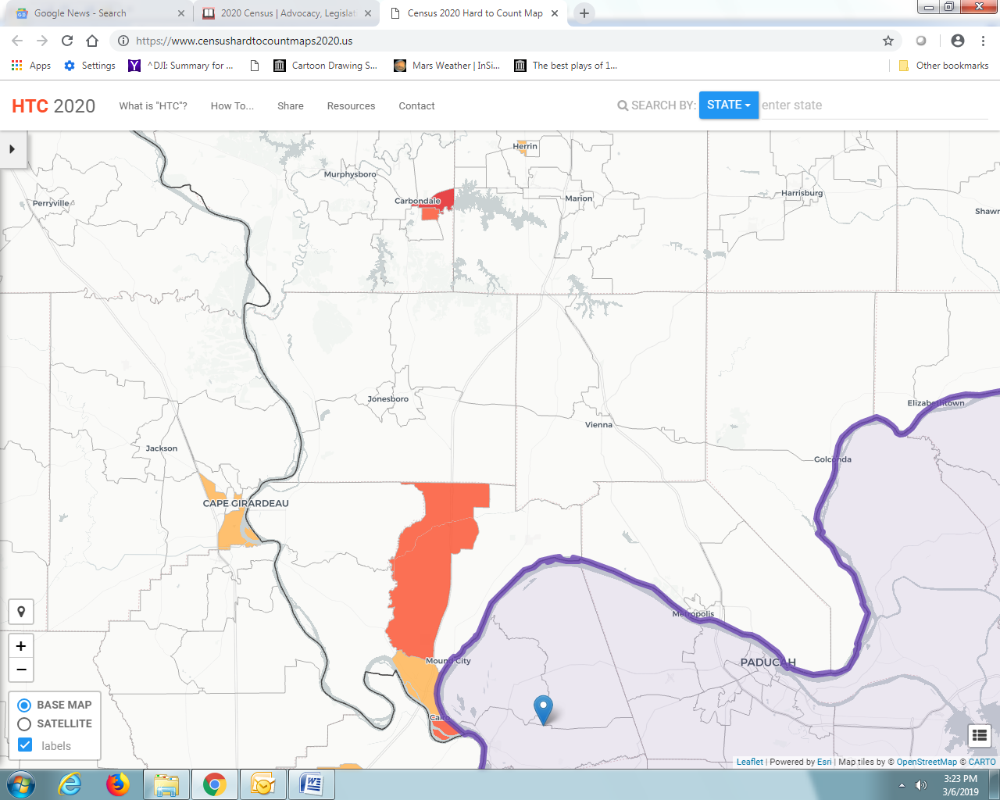 Google News - Search
2020 Census | Advocacy, Legislat
Census 2020 Hard to Count Map
https://www.censushardtocountmaps2020.us
Apps
Settings
^DJI: Summary for ...
Cartoon Drawing S...
Mars Weather | InSi...
The best plays of 1...
Other bookmarks
HTC 2020
What is "HTC"?
How To...
Share
Resources
Contact
SEARCH BY:
STATE
enter state
Herrin
Murphysboro
Carbondale
Marion
Harrisburg
Perryville
Shawn
Jonesboro
Elizabethtown
Vienna
Jackson
Golconda
CAPE GIRARDEAU
Metropolis
Mound City
PADUCAH
Cairo
+
−
BASE MAP
SATELLITE
labels
Leaflet | Powered by Esri | Map tiles by © OpenStreetMap © CARTO
3:23 PM
3/6/2019